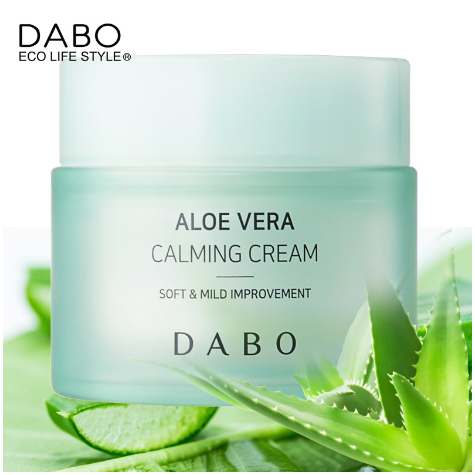 DABO
ECO LIFE STYLE®
ALOE VERA
CALMING CREAM
SOFT & MILD IMPROVEMENT
DABO